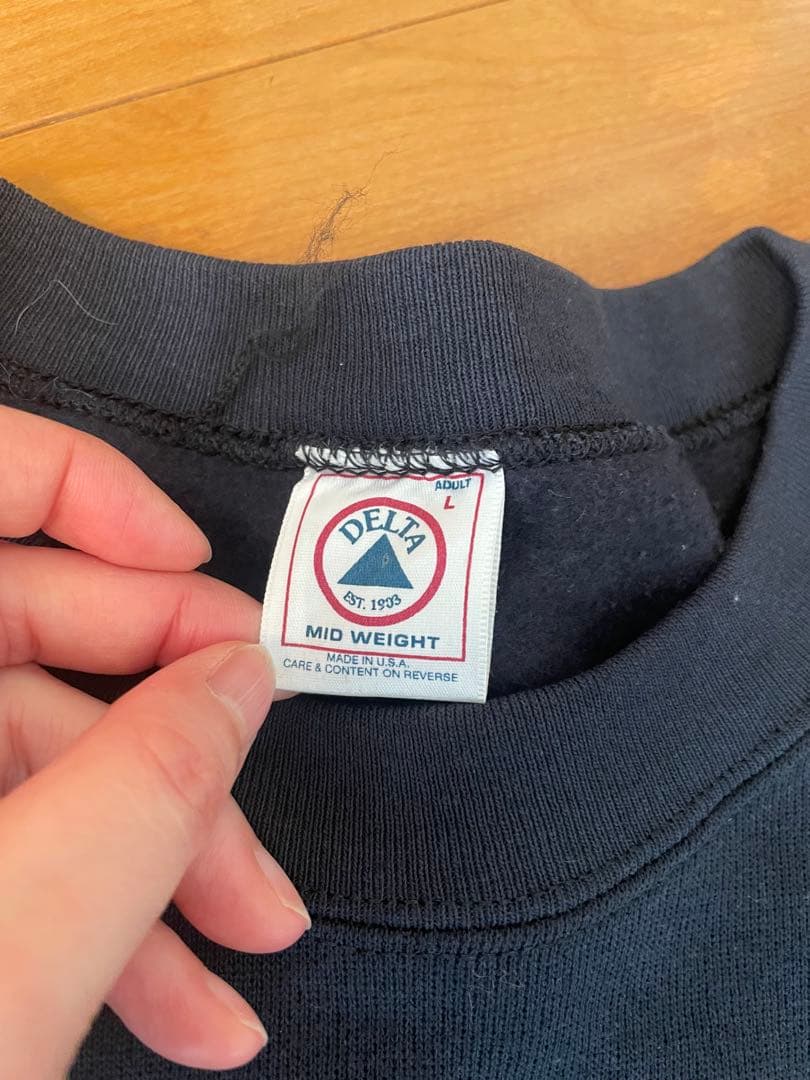 ADULT
L
DELTA
EST. 1903
MID WEIGHT
MADE IN U.S.A.
CARE & CONTENT ON REVERSE